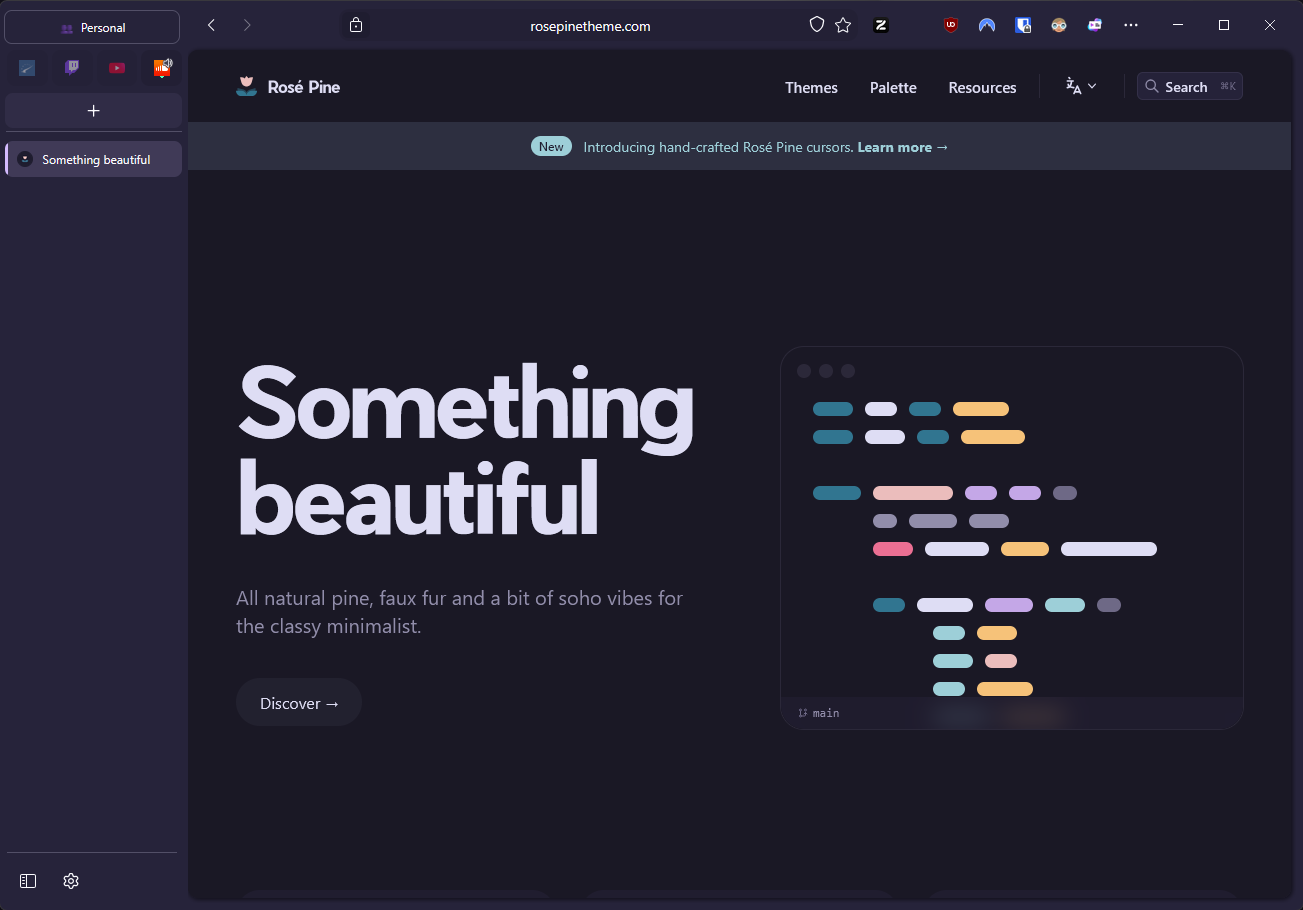 Personal
rosepinetheme.com
Something beautiful
Rosé Pine
Themes
Palette
Resources
Search ⌘K
New Introducing hand-crafted Rosé Pine cursors. Learn more →
Something
beautiful
All natural pine, faux fur and a bit of soho vibes for
the classy minimalist.
Discover →
main